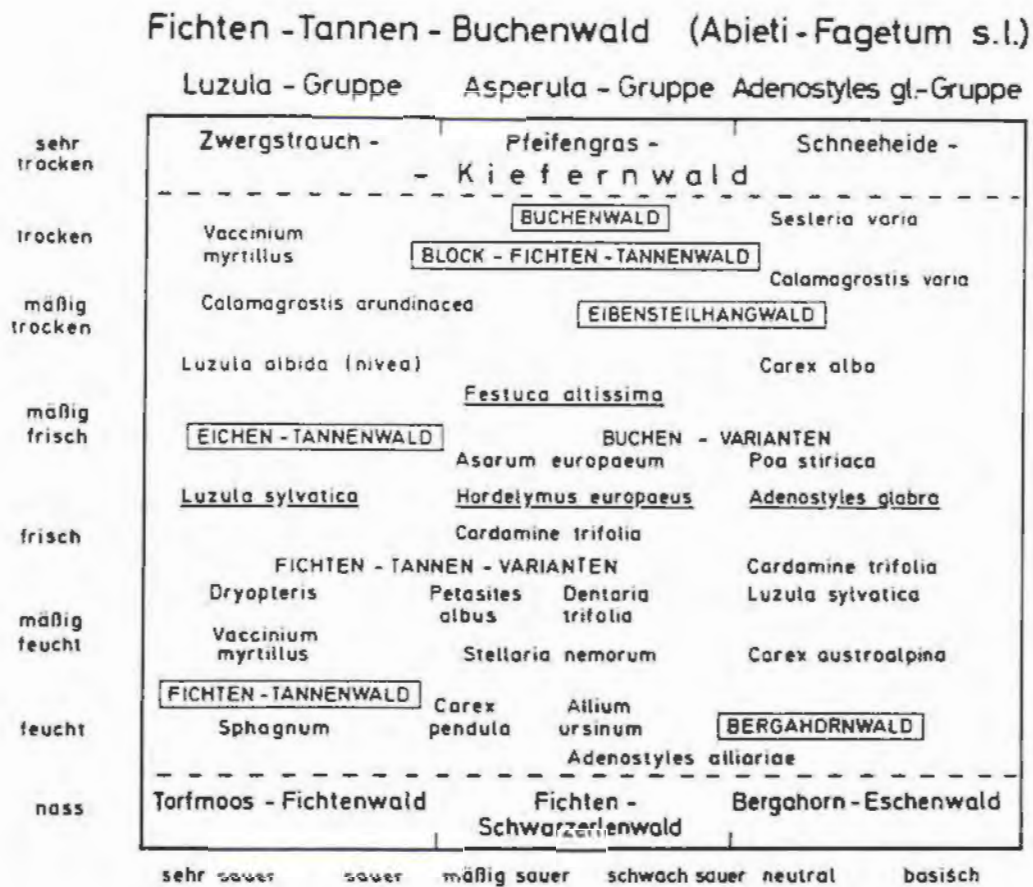 Fichten - Tannen - Buchenwald (Abieti - Fagetum s.l.)
Luzula - Gruppe Asperula - Gruppe Adenostyles gl.-Gruppe
sehr trocken
Zwergstrauch - Pfeifengras - Schneeheide -
- Kiefernwald
trocken
BUCHENWALD
Sesleria varia
Vaccinium
myrtillus
BLOCK - FICHTEN - TANNENWALD
Calamagrostis varia
mäßig
trocken
Calamagrostis arundinacea
EIBENSTEILHANGWALD
Luzula albida (nivea)
Carex alba
Festuca altissima
mäßig
frisch
EICHEN - TANNENWALD
BUCHEN - VARIANTEN
Asarum europaeum Poa stiriaca
Luzula sylvatica Hordelymus europaeus Adenostyles glabra
frisch
Cardamine trifolia
FICHTEN - TANNEN - VARIANTEN Cardamine trifolia
mäßig
feucht
Dryopteris
Petasites
albus
Dentaria
trifolia
Luzula sylvatica
Vaccinium
myrtillus
Stellaria nemorum
Carex austroalpina
FICHTEN - TANNENWALD
feucht
Sphagnum
Carex
pendula
Allium
ursinum
BERGAHORNWALD
Adenostyles alliariae
nass
Torfmoos - Fichtenwald
Fichten -
Schwarzerlenwald
Bergahorn - Eschenwald
sehr sauer sauer mäßig sauer schwach sauer neutral basisch